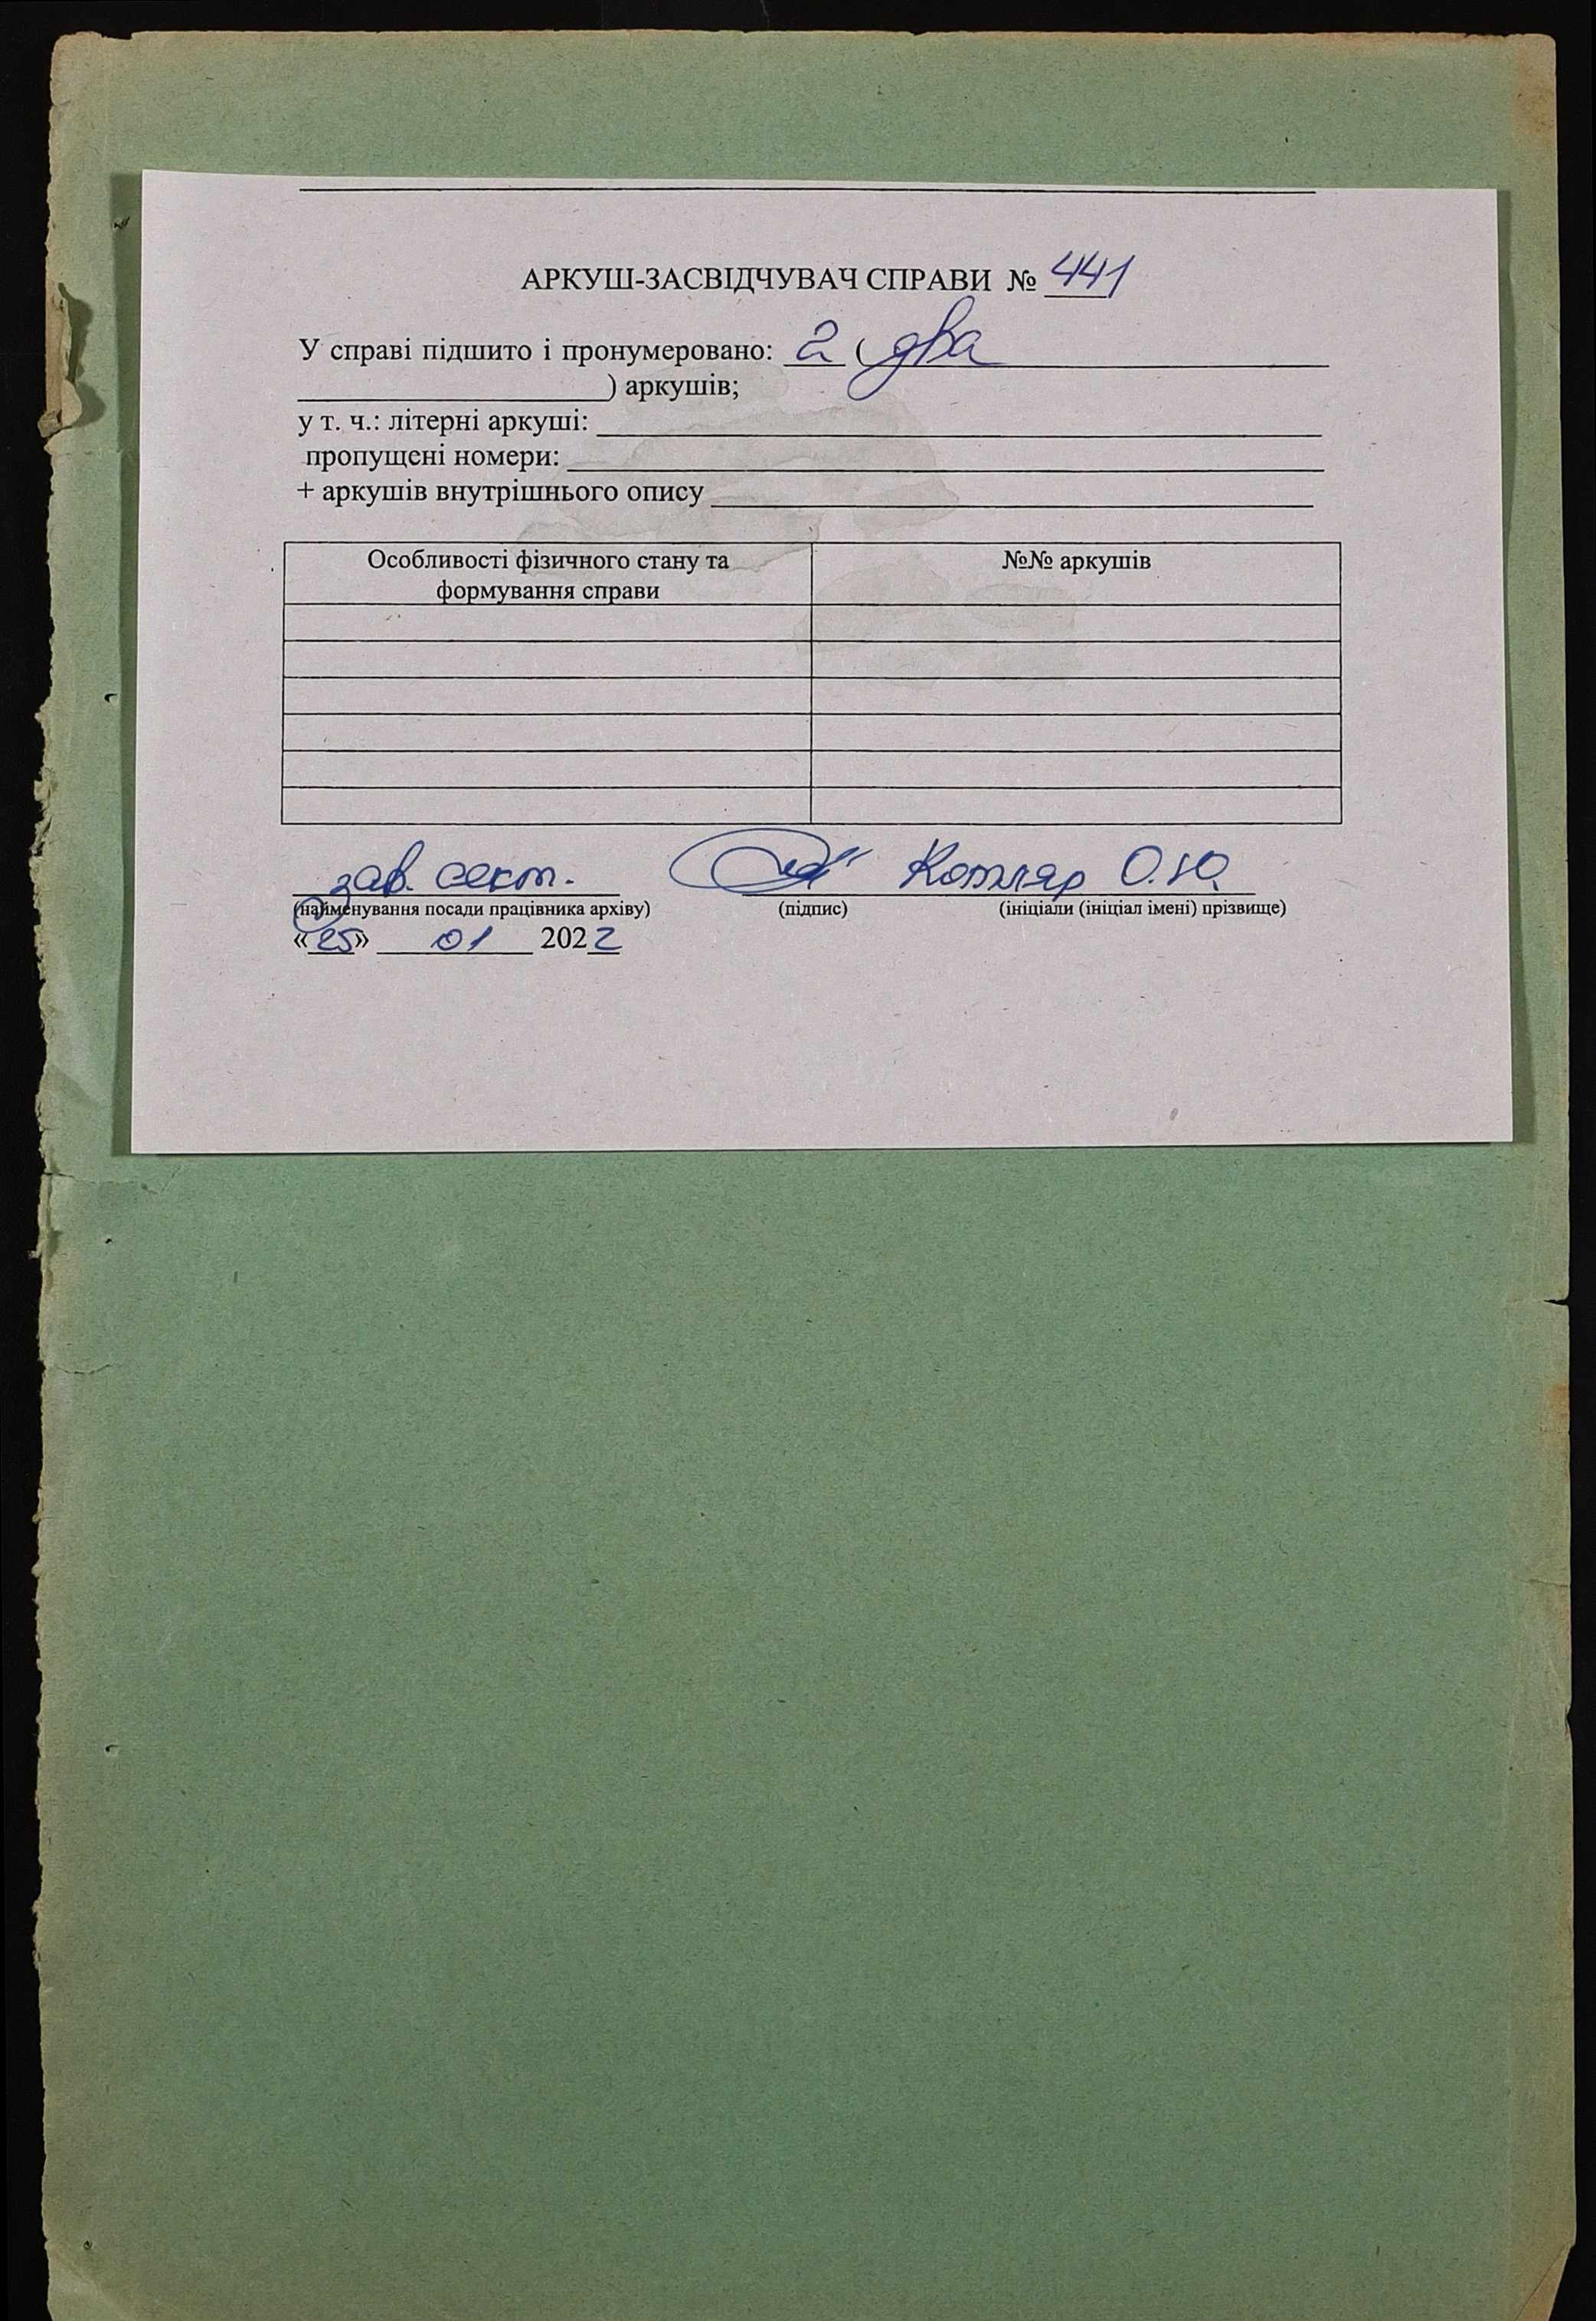 АРКУШ-ЗАСВІДЧУВАЧ СПРАВИ № 441
У справі підшито і пронумеровано: 2 (два
) аркушів;
у т. ч.: літерні аркуші:
пропущені номери:
+ аркушів внутрішнього опису
Особливості фізичного стану та
формування справи
№№ аркушів
зав. сект. Котляр О.Ю.
(найменування посади працівника архіву) (підпис) (ініціали (ініціал імені) прізвище)
«25» 01 2022